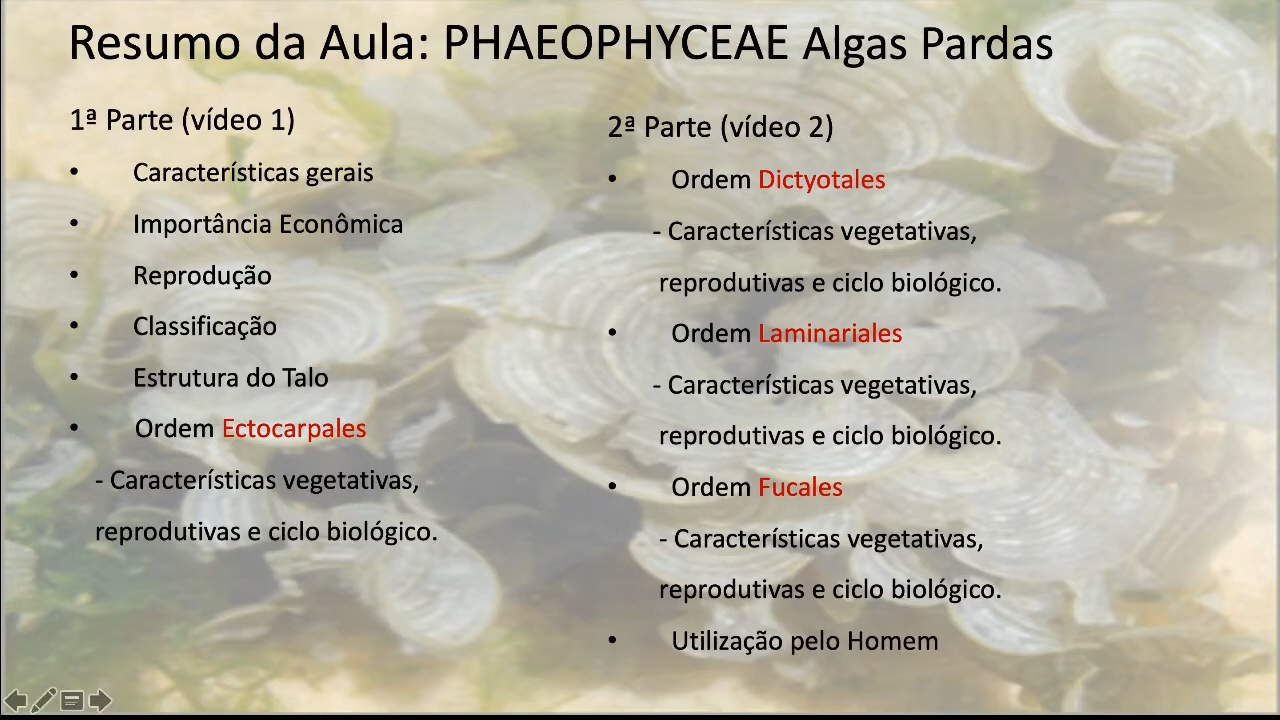 Resumo da Aula: PHAEOPHYCEAE Algas Pardas
1ª Parte (vídeo 1)
• Características gerais
• Importância Econômica
• Reprodução
• Classificação
• Estrutura do Talo
• Ordem Ectocarpales
- Características vegetativas,
reprodutivas e ciclo biológico.
2ª Parte (vídeo 2)
• Ordem Dictyotales
- Características vegetativas,
reprodutivas e ciclo biológico.
• Ordem Laminariales
- Características vegetativas,
reprodutivas e ciclo biológico.
• Ordem Fucales
- Características vegetativas,
reprodutivas e ciclo biológico.
• Utilização pelo Homem